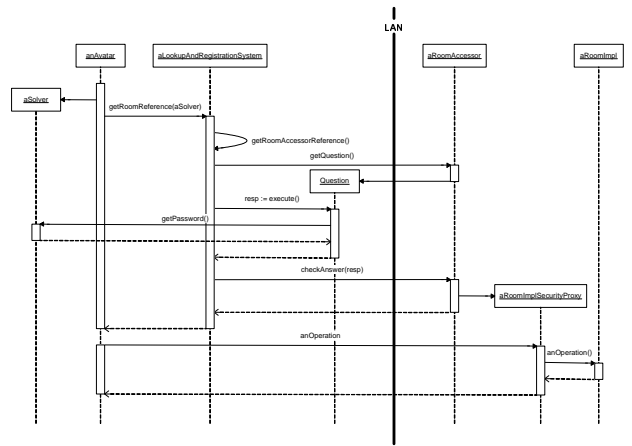 LAN
anAvatar
aLookupAndRegistrationSystem
aRoomAccessor
aRoomImpl
aSolver
getRoomReference(aSolver)
getRoomAccessorReference()
getQuestion()
Question
resp := execute()
getPassword()
checkAnswer(resp)
aRoomImplSecurityProxy
anOperation
anOperation()